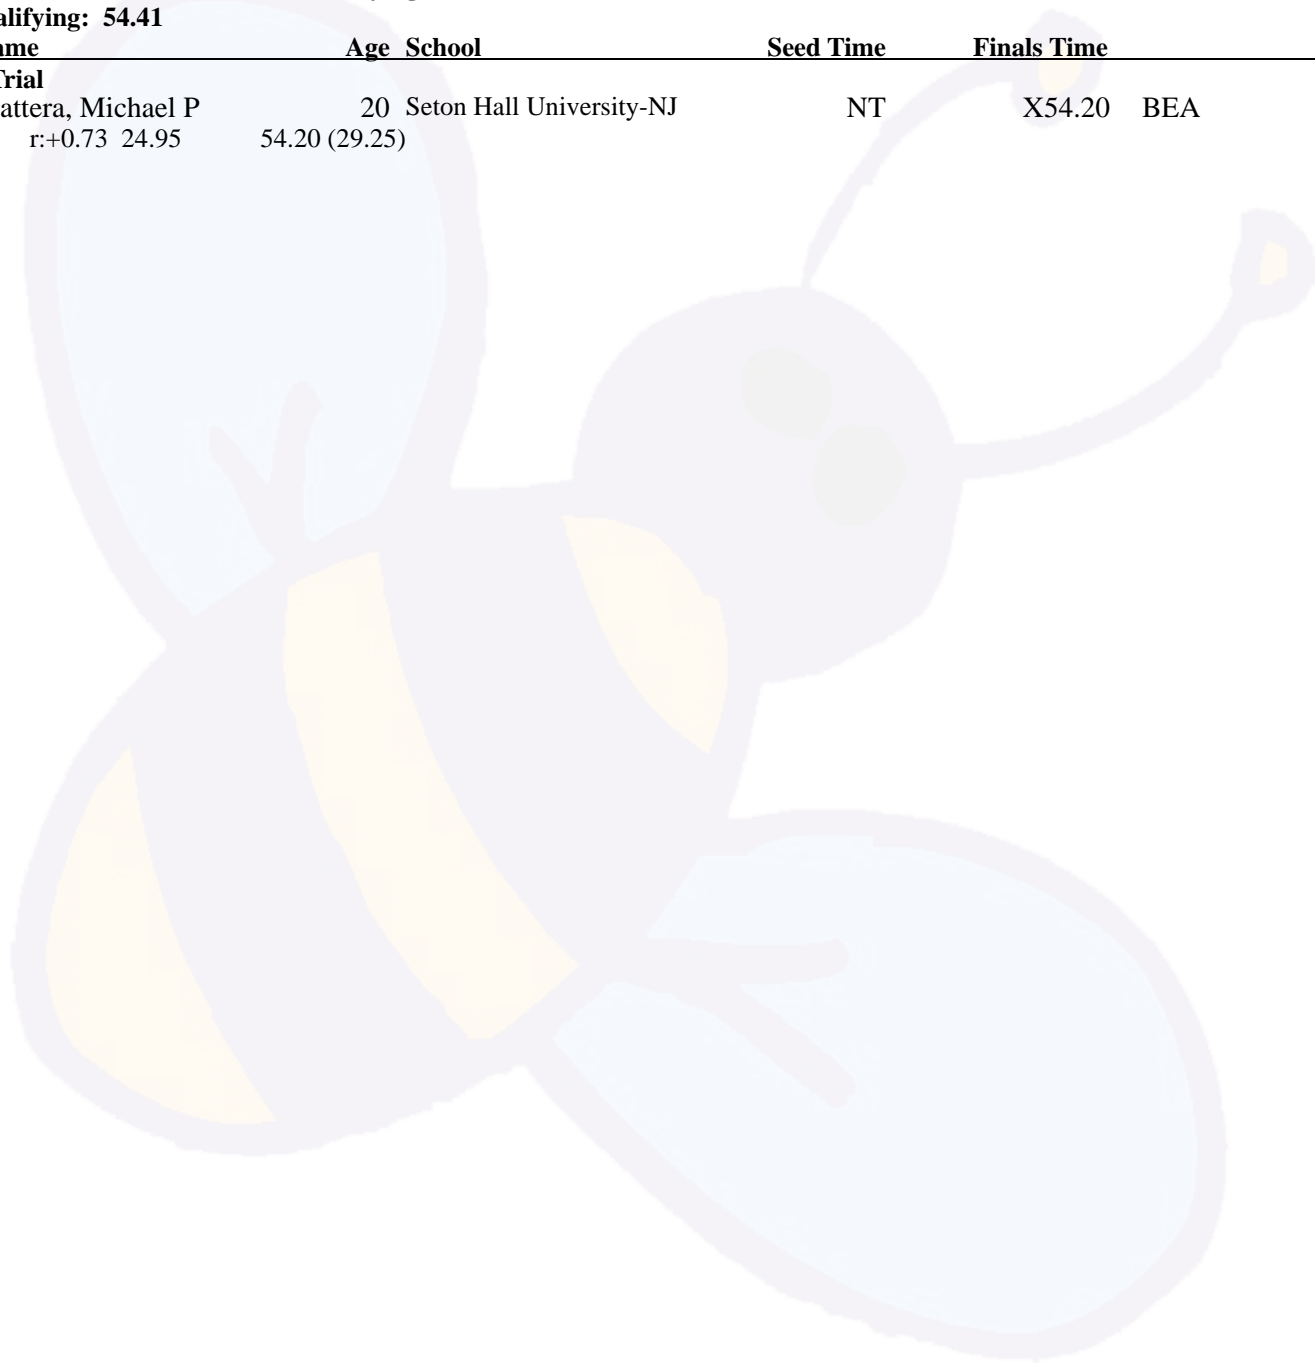 alifying: 54.41
ame Age School Seed Time Finals Time
Trial
attera, Michael P 20 Seton Hall University-NJ NT X54.20 BEA
r:+0.73 24.95 54.20 (29.25)